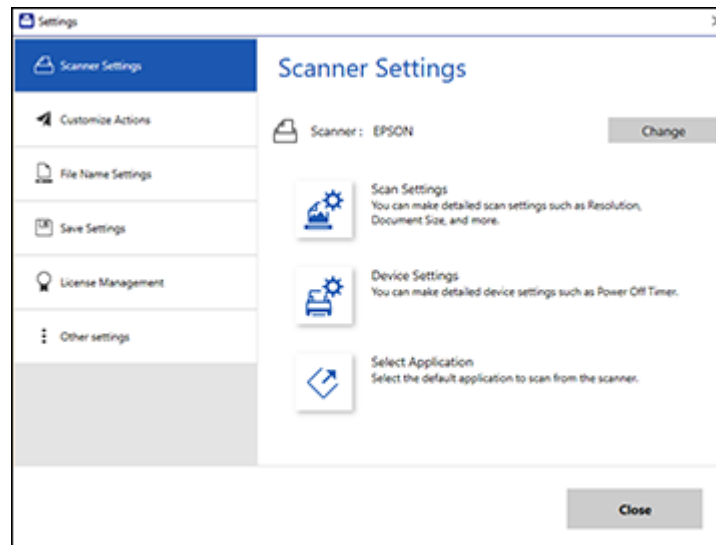 Settings
Scanner Settings
Customize Actions
File Name Settings
Save Settings
License Management
Other settings
Scanner Settings
Scanner : EPSON
Change
Scan Settings
You can make detailed scan settings such as Resolution,
Document Size, and more.
Device Settings
You can make detailed device settings such as Power Off Timer.
Select Application
Select the default application to scan from the scanner.
Close